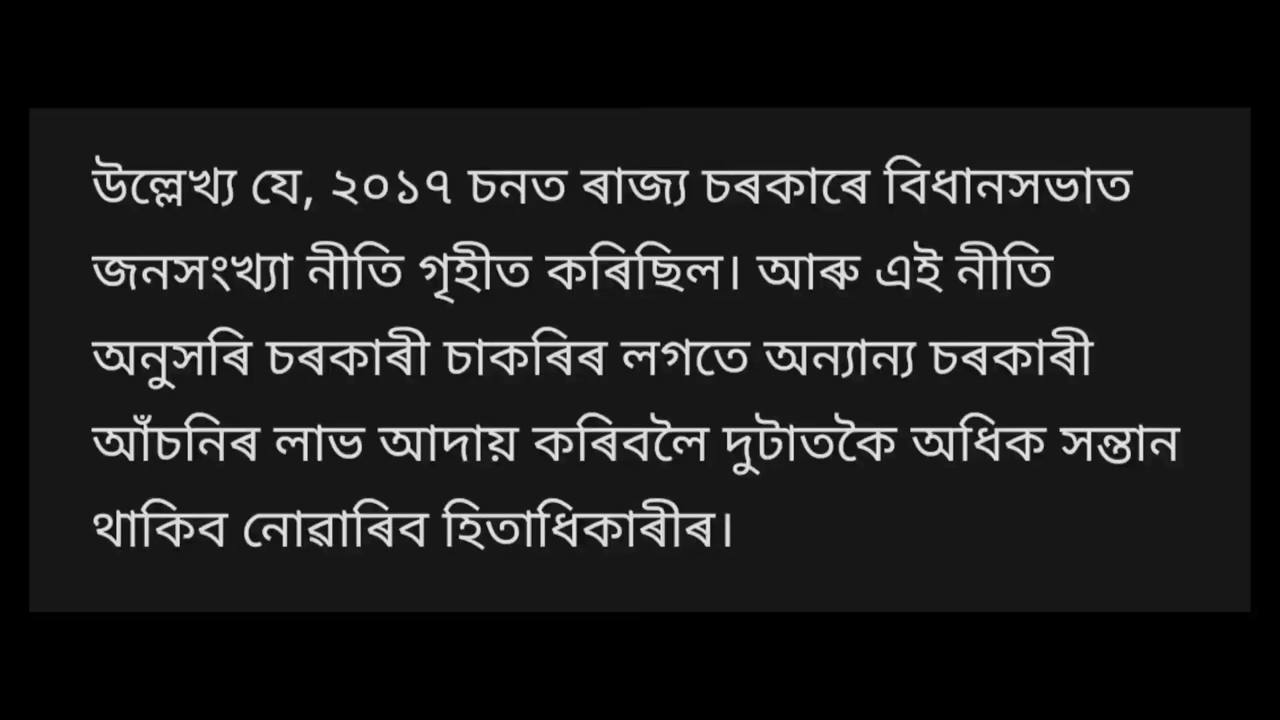 উল্লেখ্য যে, ২০১৭ চনত ৰাজ্য চৰকাৰে বিধানসভাত
জনসংখ্যা নীতি গৃহীত কৰিছিল। আৰু এই নীতি
অনুসৰি চৰকাৰী চাকৰিৰ লগতে অন্যান্য চৰকাৰী
আঁচনিৰ লাভ আদায় কৰিবলৈ দুটাতকৈ অধিক সন্তান
থাকিব নোৱাৰিব হিতাধিকাৰীৰ।